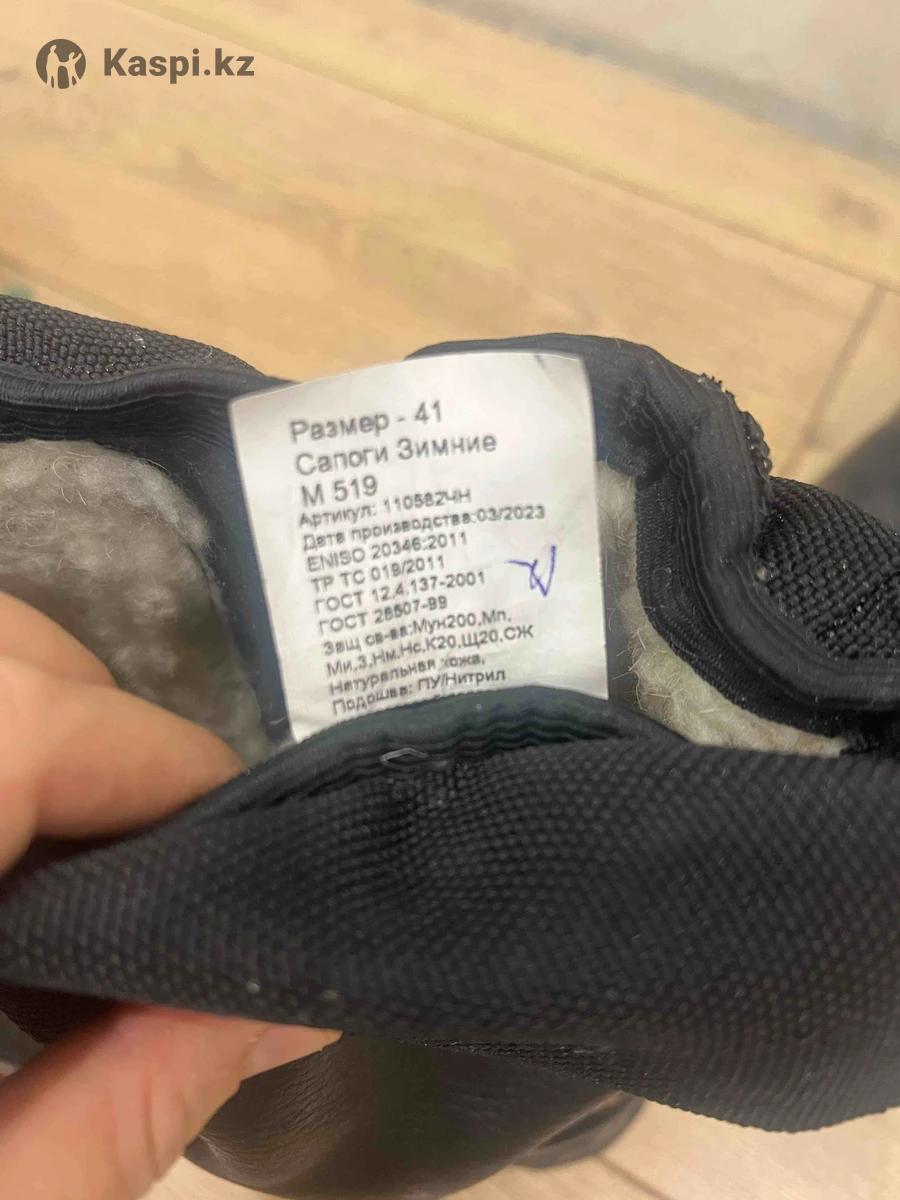 Kaspi.kz
Размер - 41
Сапоги Зимние
М 519
Артикул: 110582ЧН
Дата производства:03/2023
ENISO 20346:2011
ТР ТС 019/2011
ГОСТ 12.4.137-2001
ГОСТ 28507-99
Защ св-ва:Мун200,Мп,
Ми,З,Нм,Нс,К20,Щ20,СЖ
Натуральная кожа,
Подошва: ПУ/Нитрил